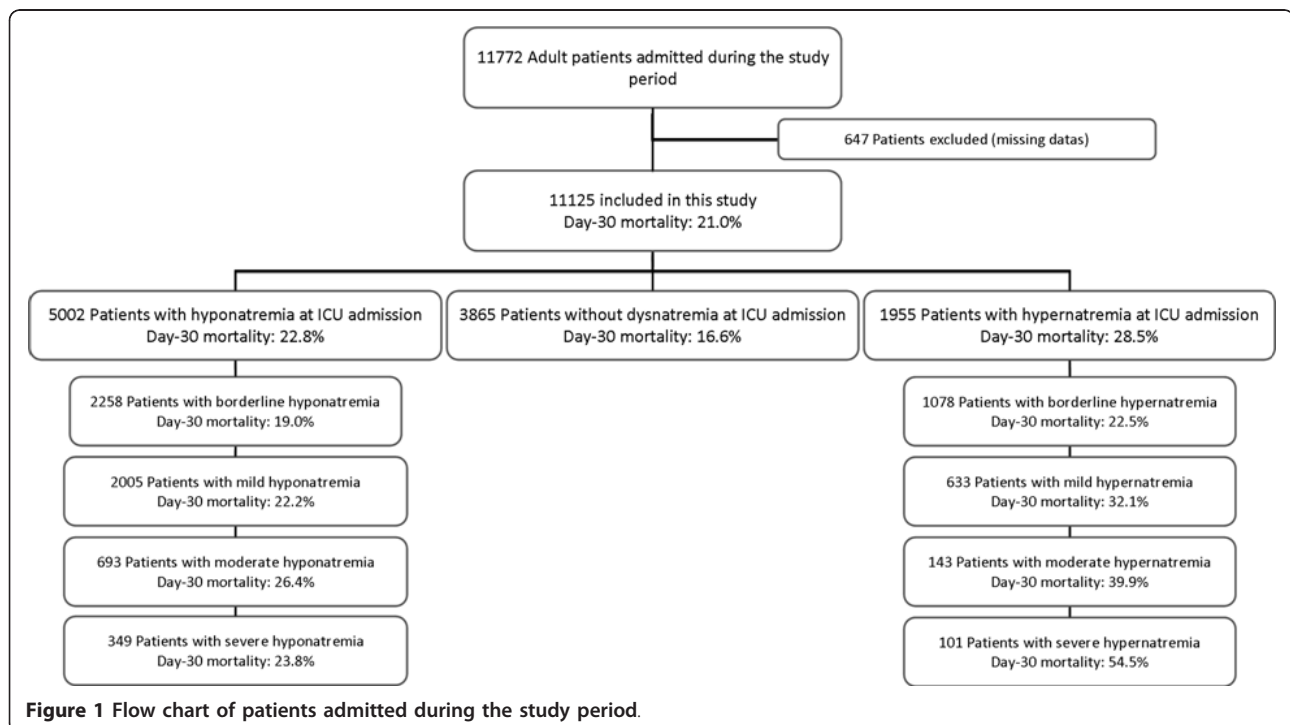 11772 Adult patients admitted during the study
period
647 Patients excluded (missing datas)
11125 included in this study
Day-30 mortality: 21.0%
5002 Patients with hyponatremia at ICU admission
Day-30 mortality: 22.8%
3865 Patients without dysnatremia at ICU admission
Day-30 mortality: 16.6%
1955 Patients with hypernatremia at ICU admission
Day-30 mortality: 28.5%
2258 Patients with borderline hyponatremia
Day-30 mortality: 19.0%
1078 Patients with borderline hypernatremia
Day-30 mortality: 22.5%
2005 Patients with mild hyponatremia
Day-30 mortality: 22.2%
633 Patients with mild hypernatremia
Day-30 mortality: 32.1%
693 Patients with moderate hyponatremia
Day-30 mortality: 26.4%
143 Patients with moderate hypernatremia
Day-30 mortality: 39.9%
349 Patients with severe hyponatremia
Day-30 mortality: 23.8%
101 Patients with severe hypernatremia
Day-30 mortality: 54.5%
Figure 1 Flow chart of patients admitted during the study period.